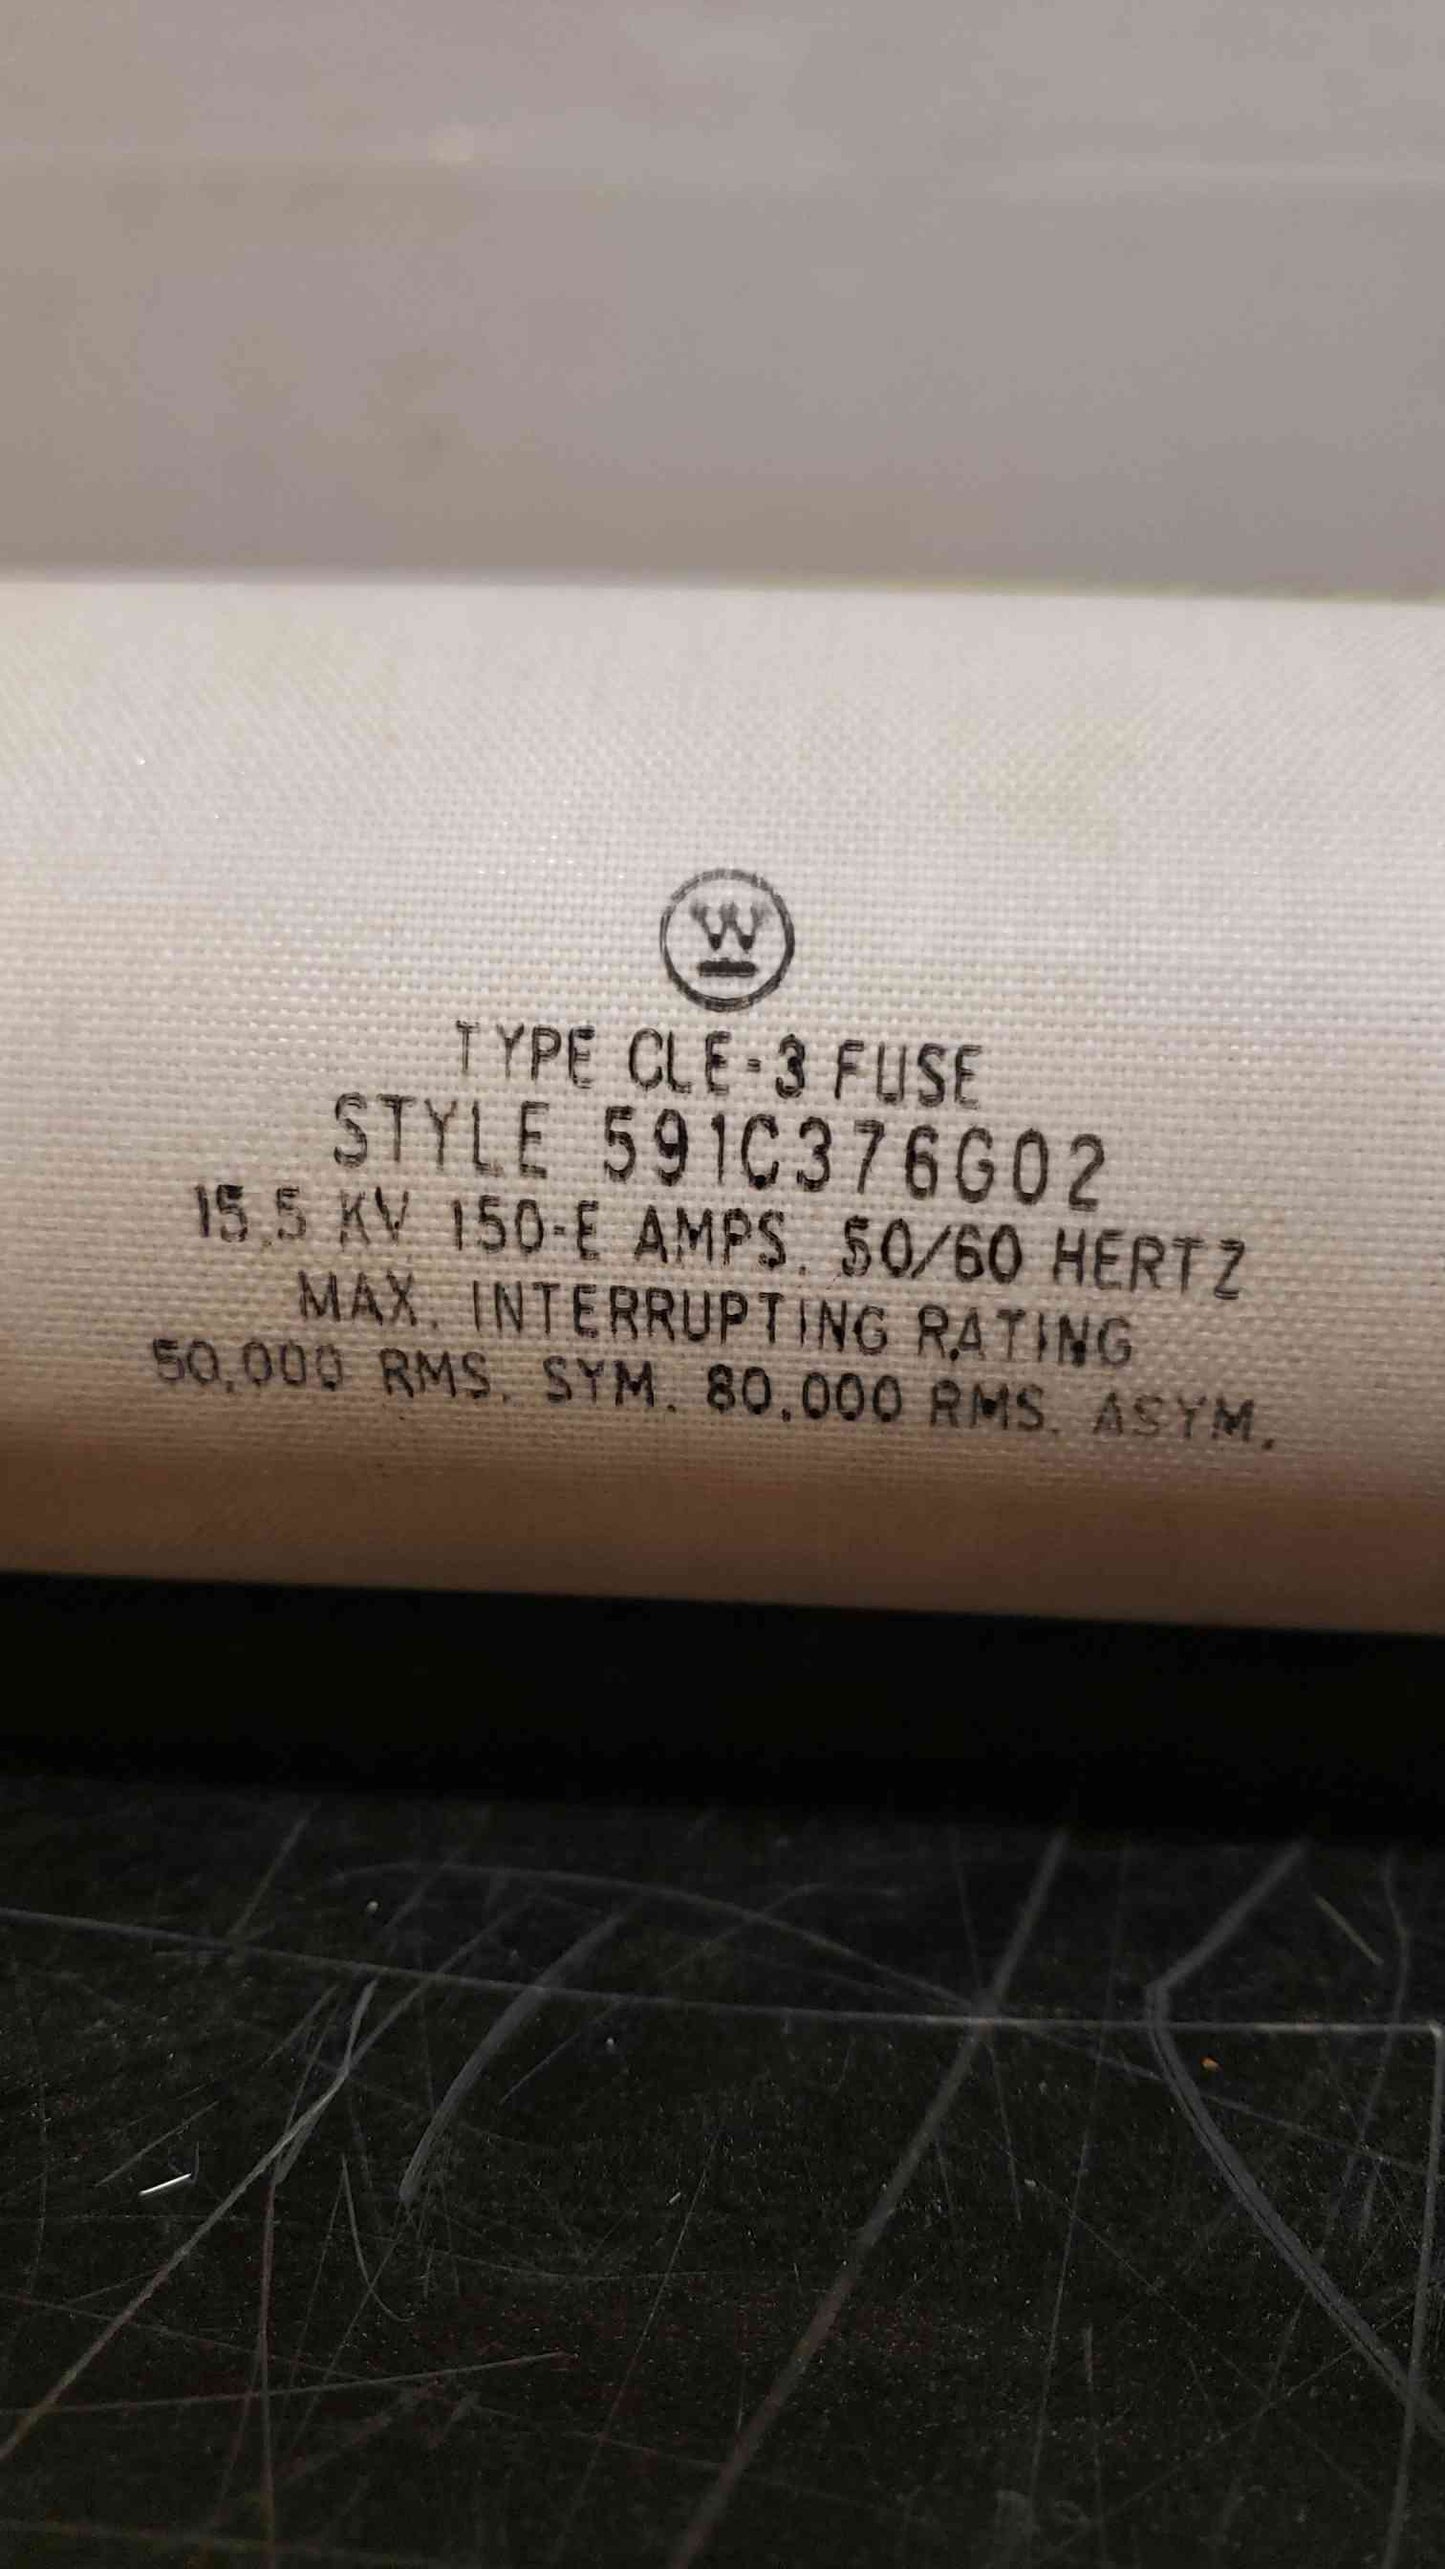 W
TYPE CLE-3 FUSE
STYLE 591C376G02
15.5 KV 150-E AMPS. 50/60 HERTZ
MAX. INTERRUPTING RATING
50,000 RMS. SYM. 80,000 RMS. ASYM.